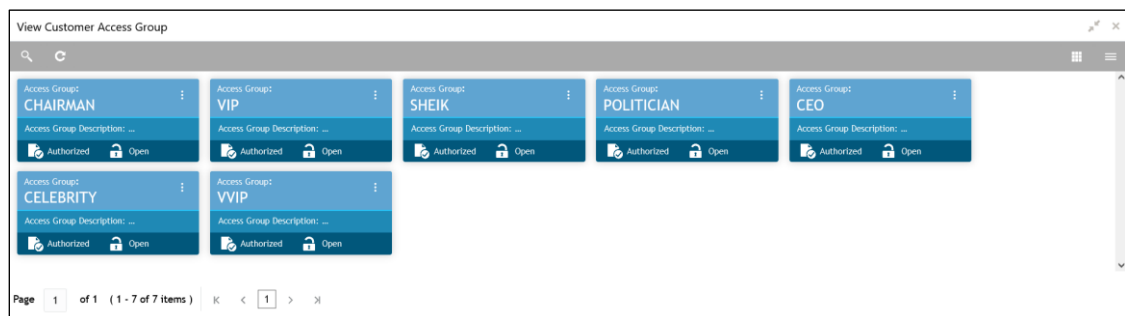 View Customer Access Group
Access Group: Access Group: Access Group: Access Group: Access Group:
CHAIRMAN VIP SHEIK POLITICIAN CEO
Access Group Description: ... Access Group Description: ... Access Group Description: ... Access Group Description: ... Access Group Description: ...
Authorized Open Authorized Open Authorized Open Authorized Open Authorized Open
Access Group: Access Group:
CELEBRITY VVIP
Access Group Description: ... Access Group Description: ...
Authorized Open Authorized Open
Page 1 of 1 ( 1 - 7 of 7 items ) 1